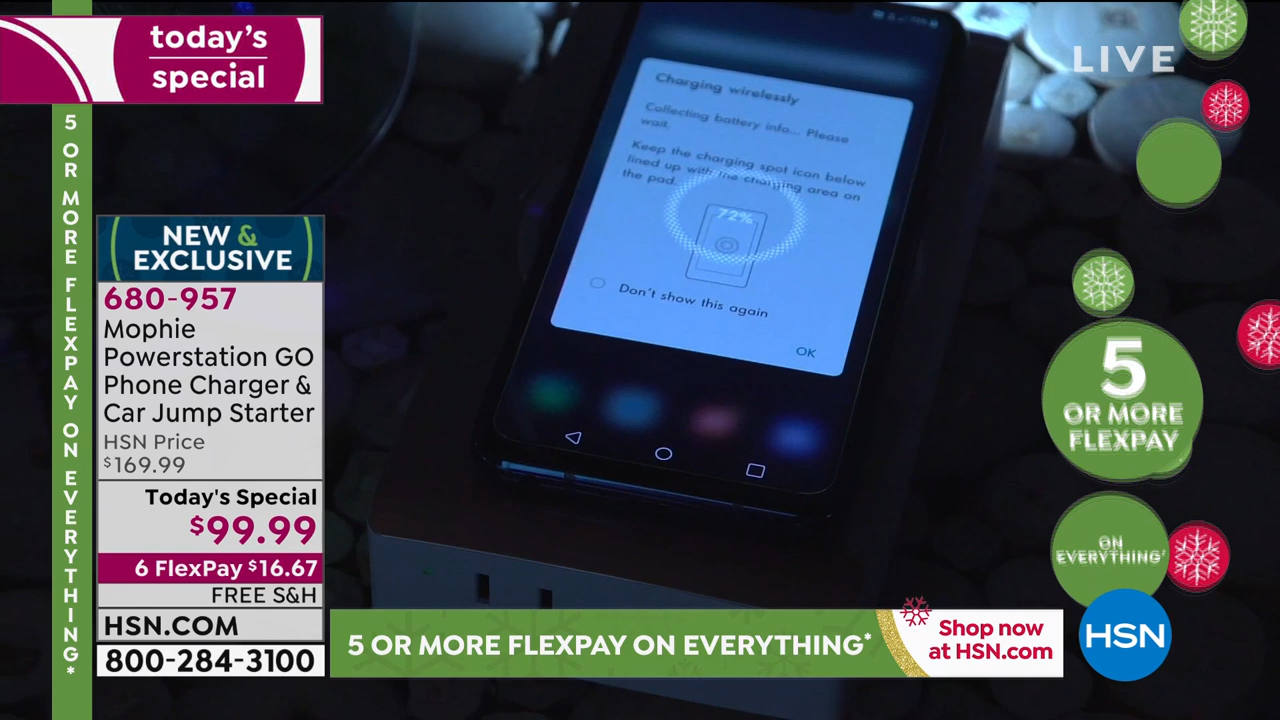 today's
special
LIVE
5 OR MORE FLEXPAY ON EVERYTHING*
NEW &
EXCLUSIVE
680-957
Mophie
Powerstation GO
Phone Charger &
Car Jump Starter
HSN Price
$169.99
Today's Special
$99.99
6 FlexPay $16.67
FREE S&H
HSN.COM
800-284-3100
Charging wirelessly
Collecting battery info... Please
wait.
Keep the charging spot icon below
lined up with the charging area on
the pad.
72%
Don't show this again
OK
5
OR MORE
FLEXPAY
ON
EVERYTHING*
5 OR MORE FLEXPAY ON EVERYTHING*
Shop now
at HSN.com
HSN